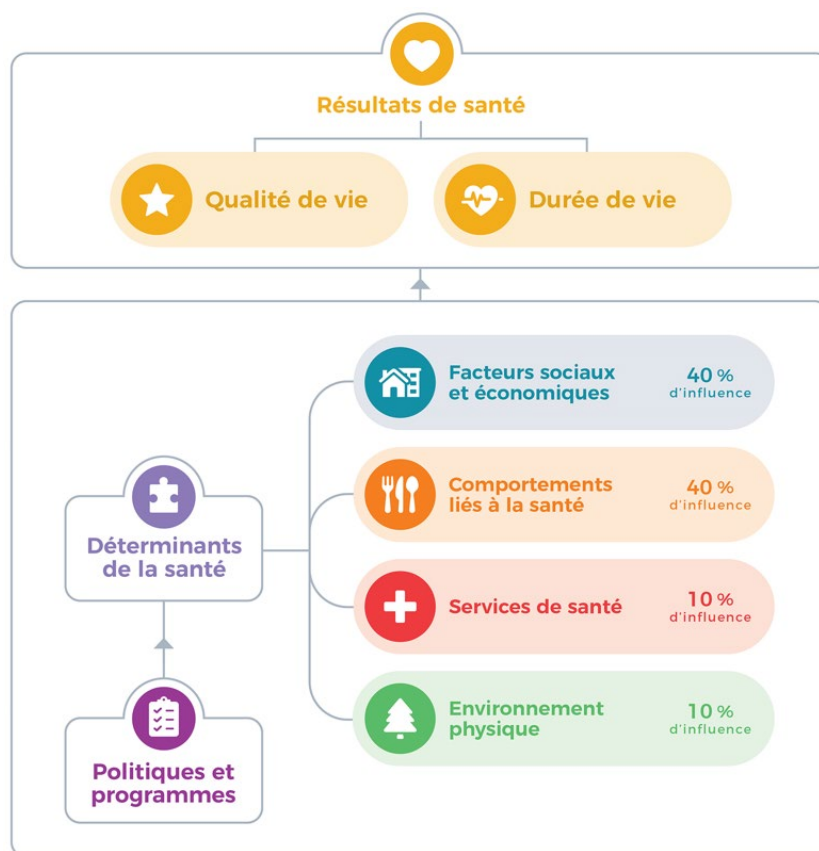 Résultats de santé
Qualité de vie
Durée de vie
Facteurs sociaux
et économiques
40 %
d'influence
Comportements
liés à la santé
40 %
d'influence
Déterminants
de la santé
Services de santé
10 %
d'influence
Environnement
physique
10 %
d'influence
Politiques et
programmes